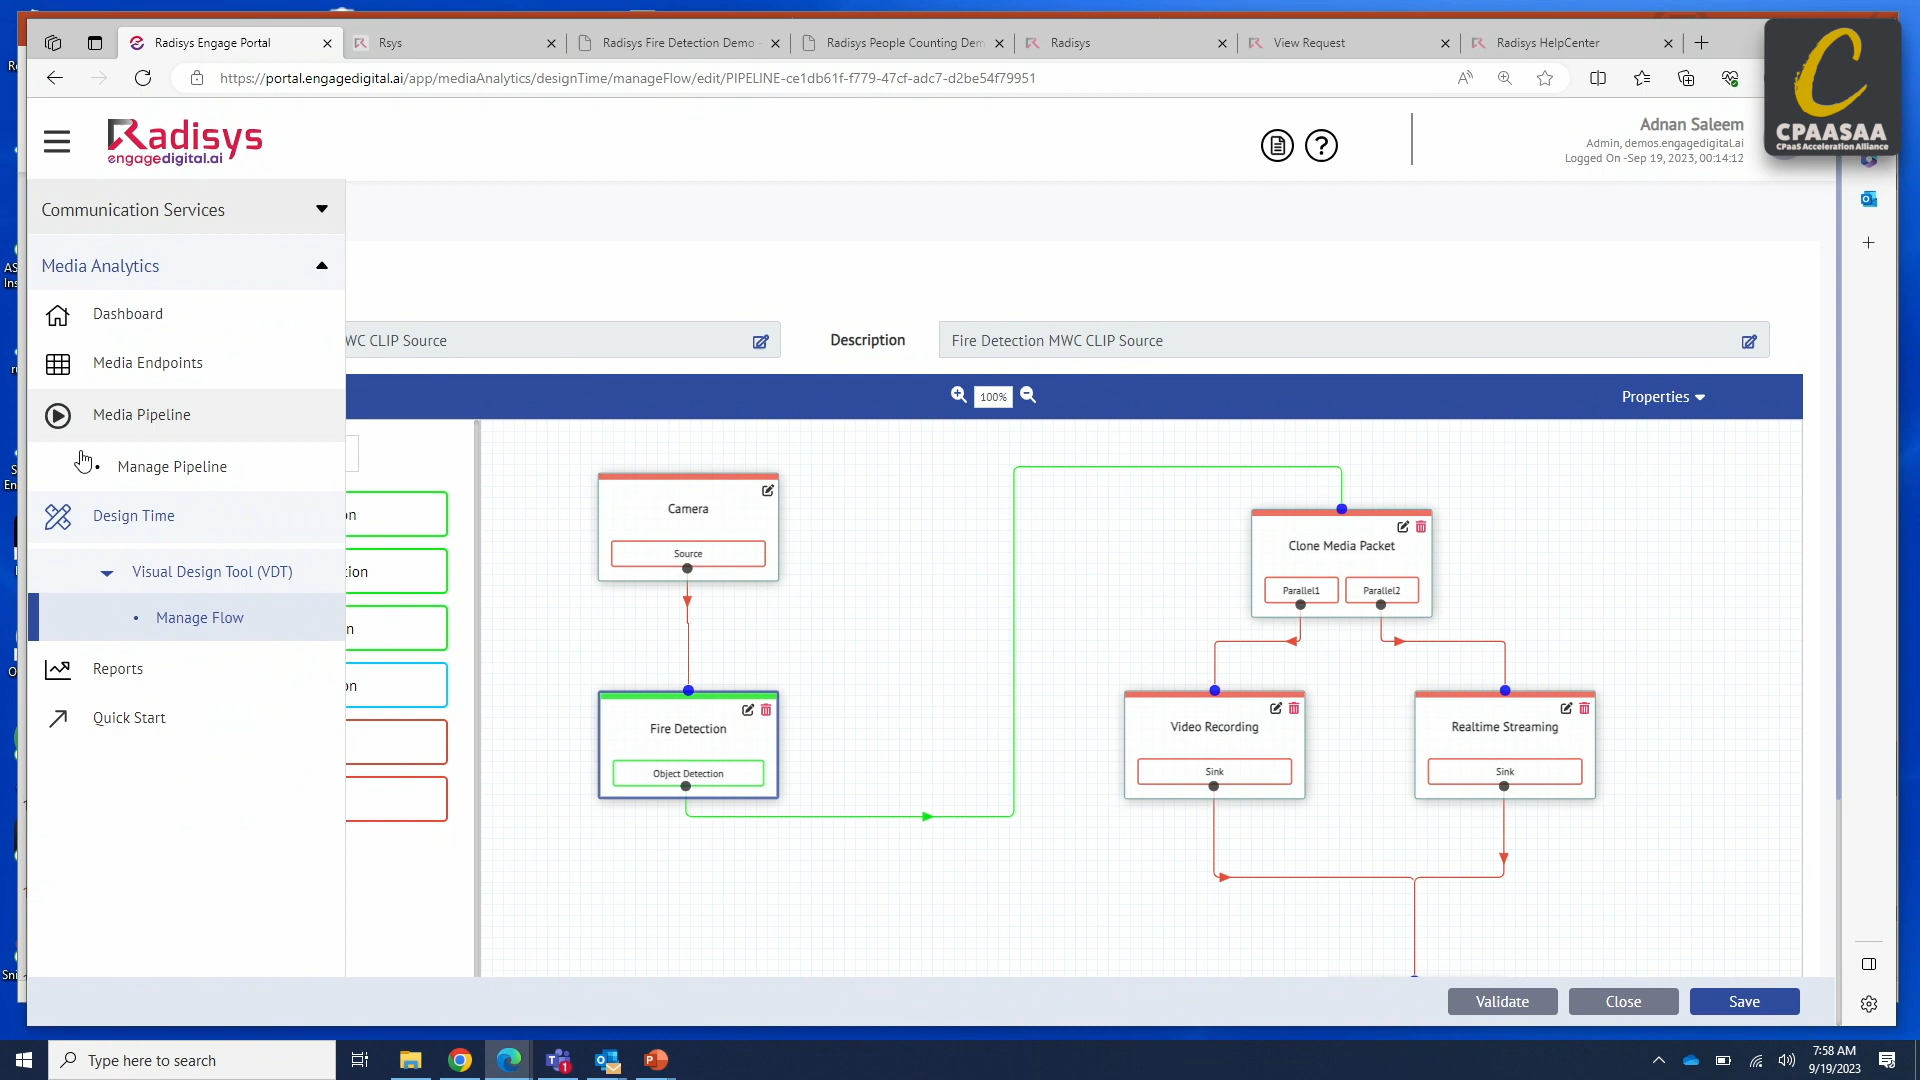 Radisys Engage Portal
Rsys
Radisys Fire Detection Demo
Radisys People Counting Dem
Radisys
View Request
Radisys HelpCenter
https://portal.engagedigital.ai/app/mediaAnalytics/designTime/manageFlow/edit/PIPELINE-ce1db61f-f779-47cf-adc7-d2be54f79951
CPAASAA
CPaaS Acceleration Alliance
Radisys
engagedigital.ai
Adnan Saleem
Admin, demos.engagedigital.ai
Logged On -Sep 19, 2023, 00:14:12
Communication Services
Media Analytics
Dashboard
Media Endpoints
Media Pipeline
Manage Pipeline
Design Time
Visual Design Tool (VDT)
Manage Flow
Reports
Quick Start
WC CLIP Source
Description
Fire Detection MWC CLIP Source
100%
Properties
on
tion
n
on
Camera
Source
Fire Detection
Object Detection
Clone Media Packet
Parallel1
Parallel2
Video Recording
Sink
Realtime Streaming
Sink
Validate
Close
Save
Type here to search
7:58 AM
9/19/2023